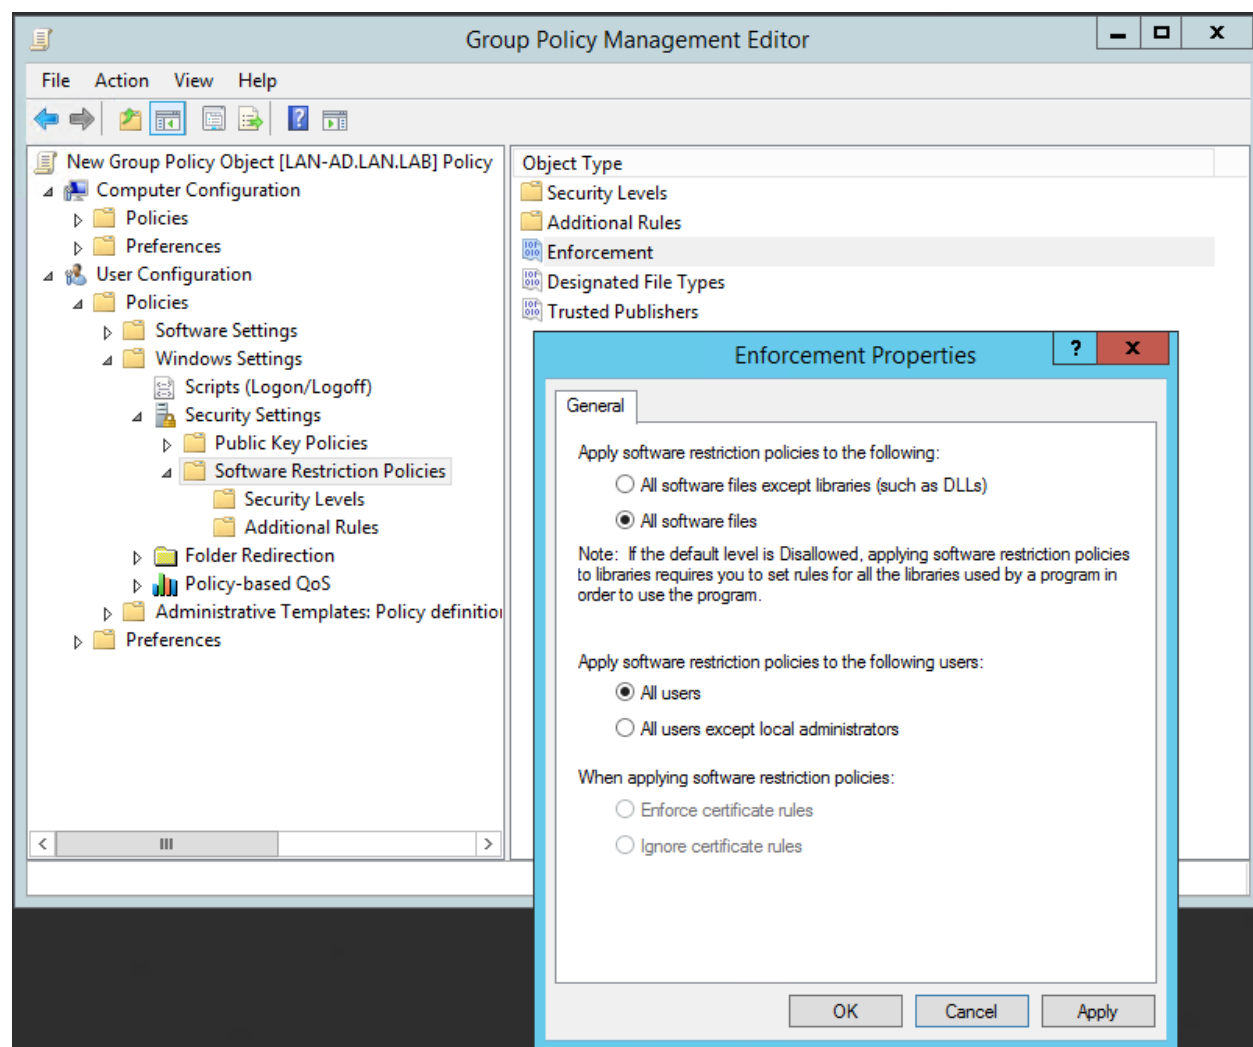 Group Policy Management Editor
File Action View Help
New Group Policy Object [LAN-AD.LAN.LAB] Policy
Computer Configuration
Policies
Preferences
User Configuration
Policies
Software Settings
Windows Settings
Scripts (Logon/Logoff)
Security Settings
Public Key Policies
Software Restriction Policies
Security Levels
Additional Rules
Folder Redirection
Policy-based QoS
Administrative Templates: Policy definitio
Preferences
Object Type
Security Levels
Additional Rules
Enforcement
Designated File Types
Trusted Publishers
Enforcement Properties
General
Apply software restriction policies to the following:
All software files except libraries (such as DLLs)
All software files
Note: If the default level is Disallowed, applying software restriction policies
to libraries requires you to set rules for all the libraries used by a program in
order to use the program.
Apply software restriction policies to the following users:
All users
All users except local administrators
When applying software restriction policies:
Enforce certificate rules
Ignore certificate rules
OK Cancel Apply